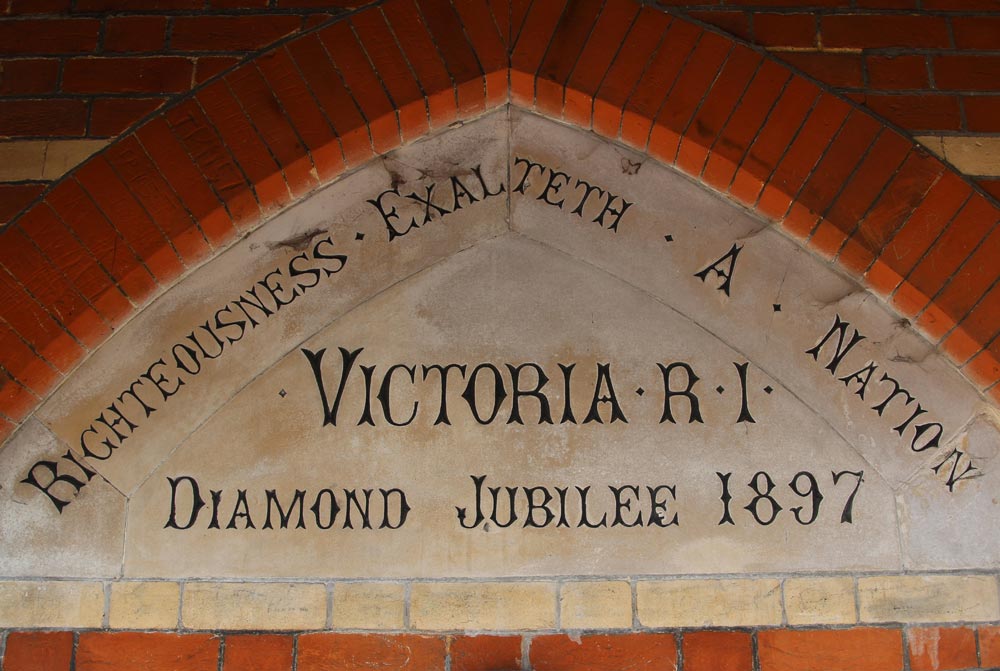 RIGHTEOUSNESS · EXALTETH · A · NATION
· VICTORIA · R · I ·
DIAMOND JUBILEE 1897